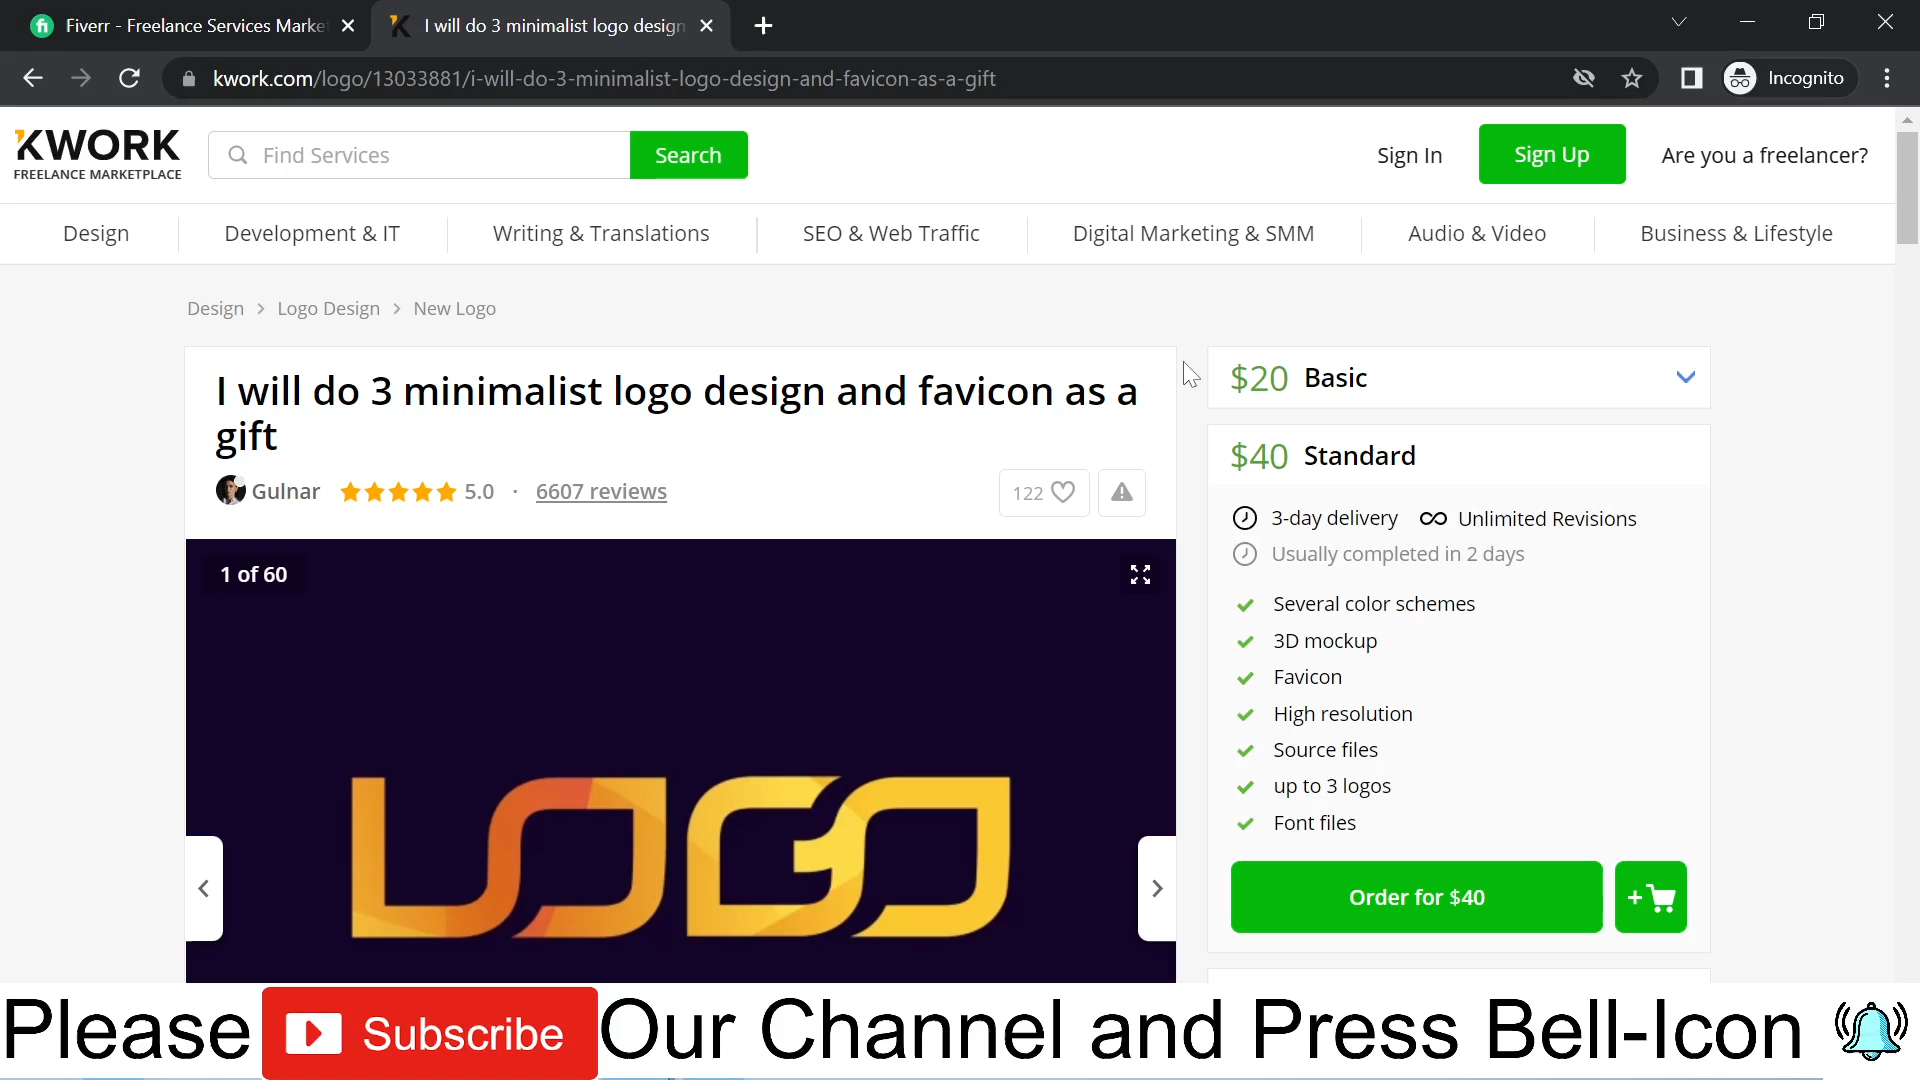 Fiverr - Freelance Services Marke
I will do 3 minimalist logo design
kwork.com/logo/13033881/i-will-do-3-minimalist-logo-design-and-favicon-as-a-gift
Incognito
KWORK
FREELANCE MARKETPLACE
Find Services
Search
Sign In
Sign Up
Are you a freelancer?
Design
Development & IT
Writing & Translations
SEO & Web Traffic
Digital Marketing & SMM
Audio & Video
Business & Lifestyle
Design > Logo Design > New Logo
I will do 3 minimalist logo design and favicon as a
gift
Gulnar 5.0 · 6607 reviews
122
1 of 60
LOGO
$20 Basic
$40 Standard
3-day delivery Unlimited Revisions
Usually completed in 2 days
Several color schemes
3D mockup
Favicon
High resolution
Source files
up to 3 logos
Font files
Order for $40
+
Please Subscribe Our Channel and Press Bell-Icon